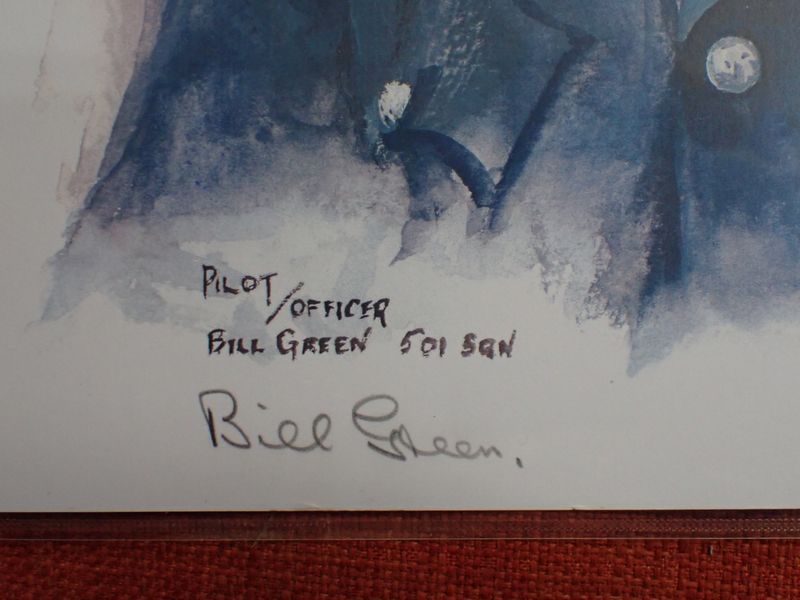 PILOT
/OFFICER
BILL GREEN 501 SQN
Bill Green.